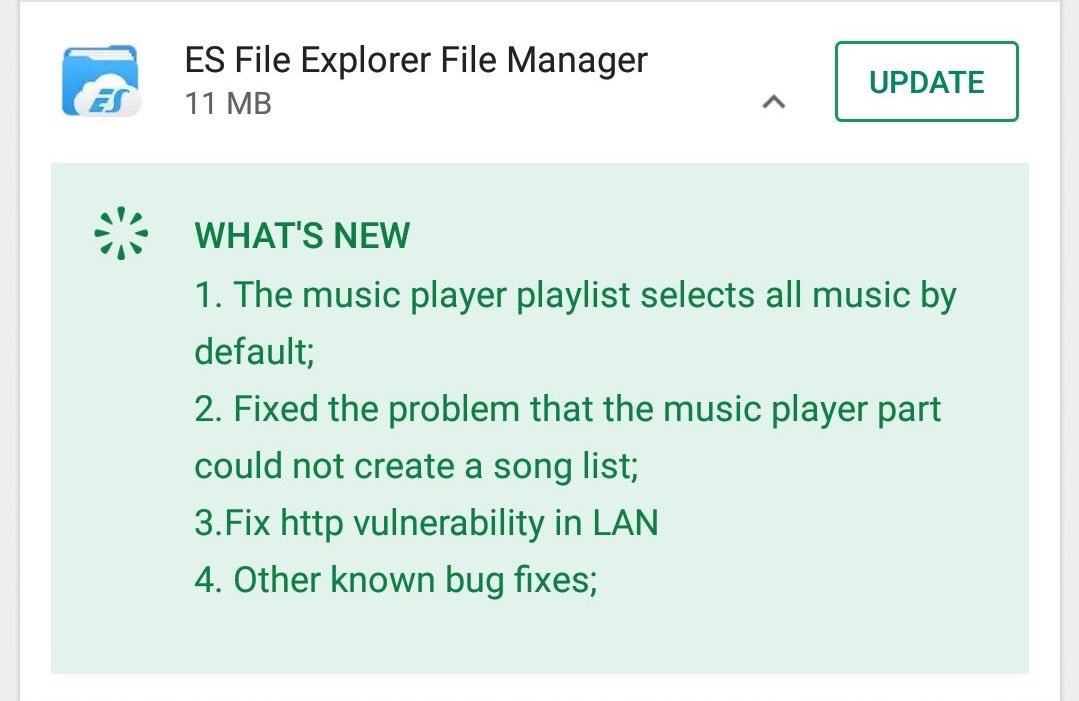 ES File Explorer File Manager
11 MB
UPDATE
ES
WHAT'S NEW
1. The music player playlist selects all music by
default;
2. Fixed the problem that the music player part
could not create a song list;
3.Fix http vulnerability in LAN
4. Other known bug fixes;